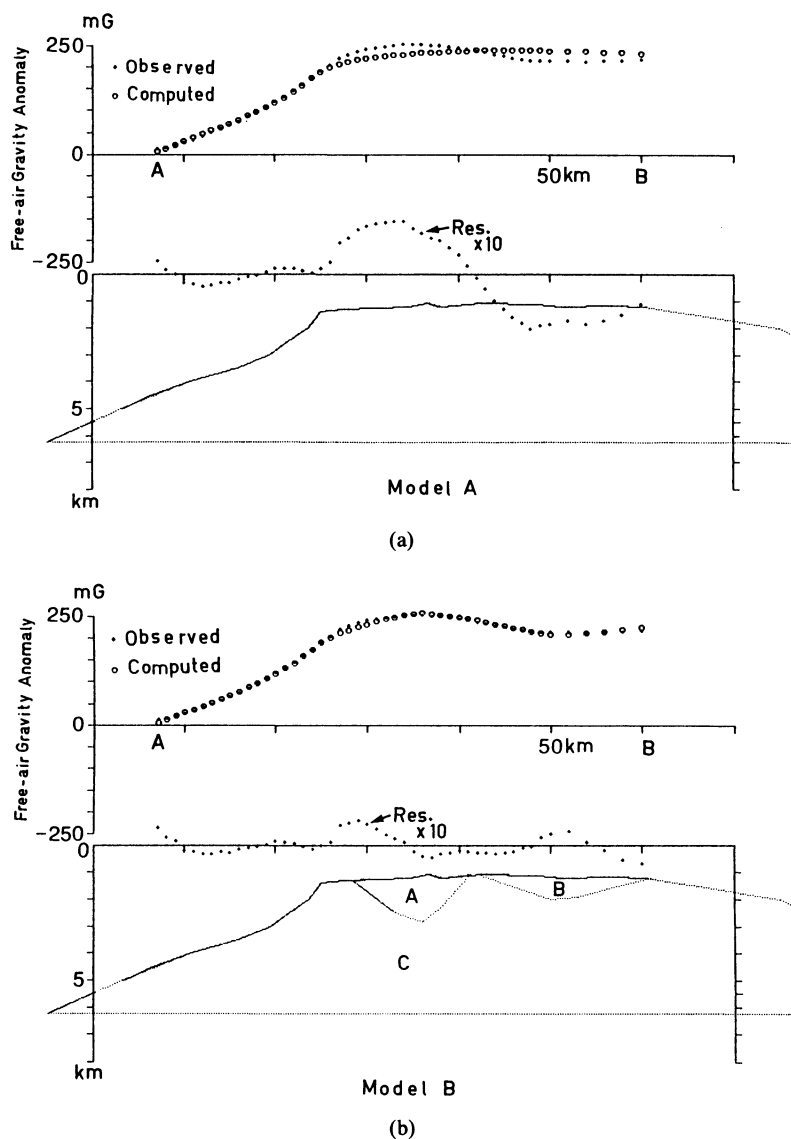 mG
250
Free-air Gravity Anomaly
• Observed
o Computed
0
A
50km
B
Res.
x10
-250
0
5
km
Model A
(a)
mG
250
Free-air Gravity Anomaly
• Observed
o Computed
0
A
50km
B
Res.
x10
-250
0
A
B
C
5
km
Model B
(b)